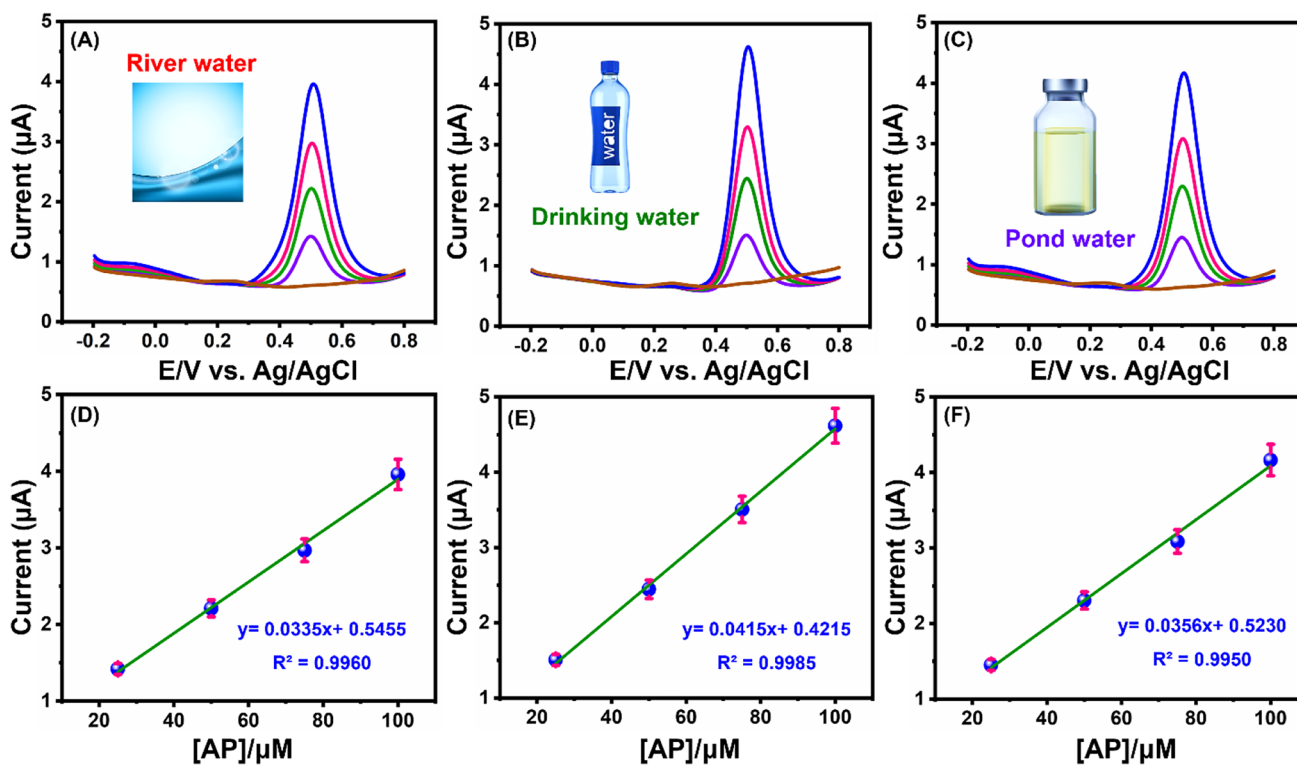 (A)
River water
5
4
3
2
1
0
Current (µA)
-0.2 0.0 0.2 0.4 0.6 0.8
E/V vs. Ag/AgCl
(B)
water
Drinking water
5
4
3
2
1
0
Current (µA)
-0.2 0.0 0.2 0.4 0.6 0.8
E/V vs. Ag/AgCl
(C)
Pond water
5
4
3
2
1
0
Current (µA)
-0.2 0.0 0.2 0.4 0.6 0.8
E/V vs. Ag/AgCl
(D)
5
4
3
2
1
Current (µA)
y= 0.0335x+ 0.5455
R² = 0.9960
20 40 60 80 100
[AP]/µM
(E)
5
4
3
2
1
Current (µA)
y= 0.0415x+ 0.4215
R² = 0.9985
20 40 60 80 100
[AP]/µM
(F)
5
4
3
2
1
Current (µA)
y= 0.0356x+ 0.5230
R² = 0.9950
20 40 60 80 100
[AP]/µM